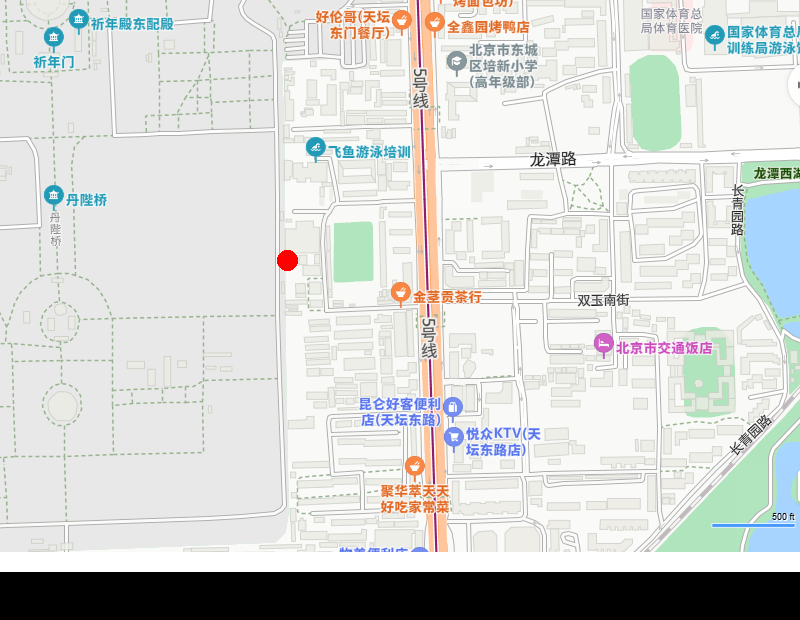 烤面包坊)
国家体育总
局体育医院
祈年殿东配殿
好伦哥(天坛
东门餐厅)
全鑫园烤鸭店
国家体育总局
训练局游泳馆
祈年门
北京市东城
区培新小学
(高年级部)
5号线
飞鱼游泳培训
龙潭路
龙潭西湖
丹陛桥
丹陛桥
长青园路
金茎贡茶行
双玉南街
5号线
北京市交通饭店
昆仑好客便利
店(天坛东路)
悦众KTV(天
坛东路店)
长青园路
聚华萃天天
好吃家常菜
500 ft